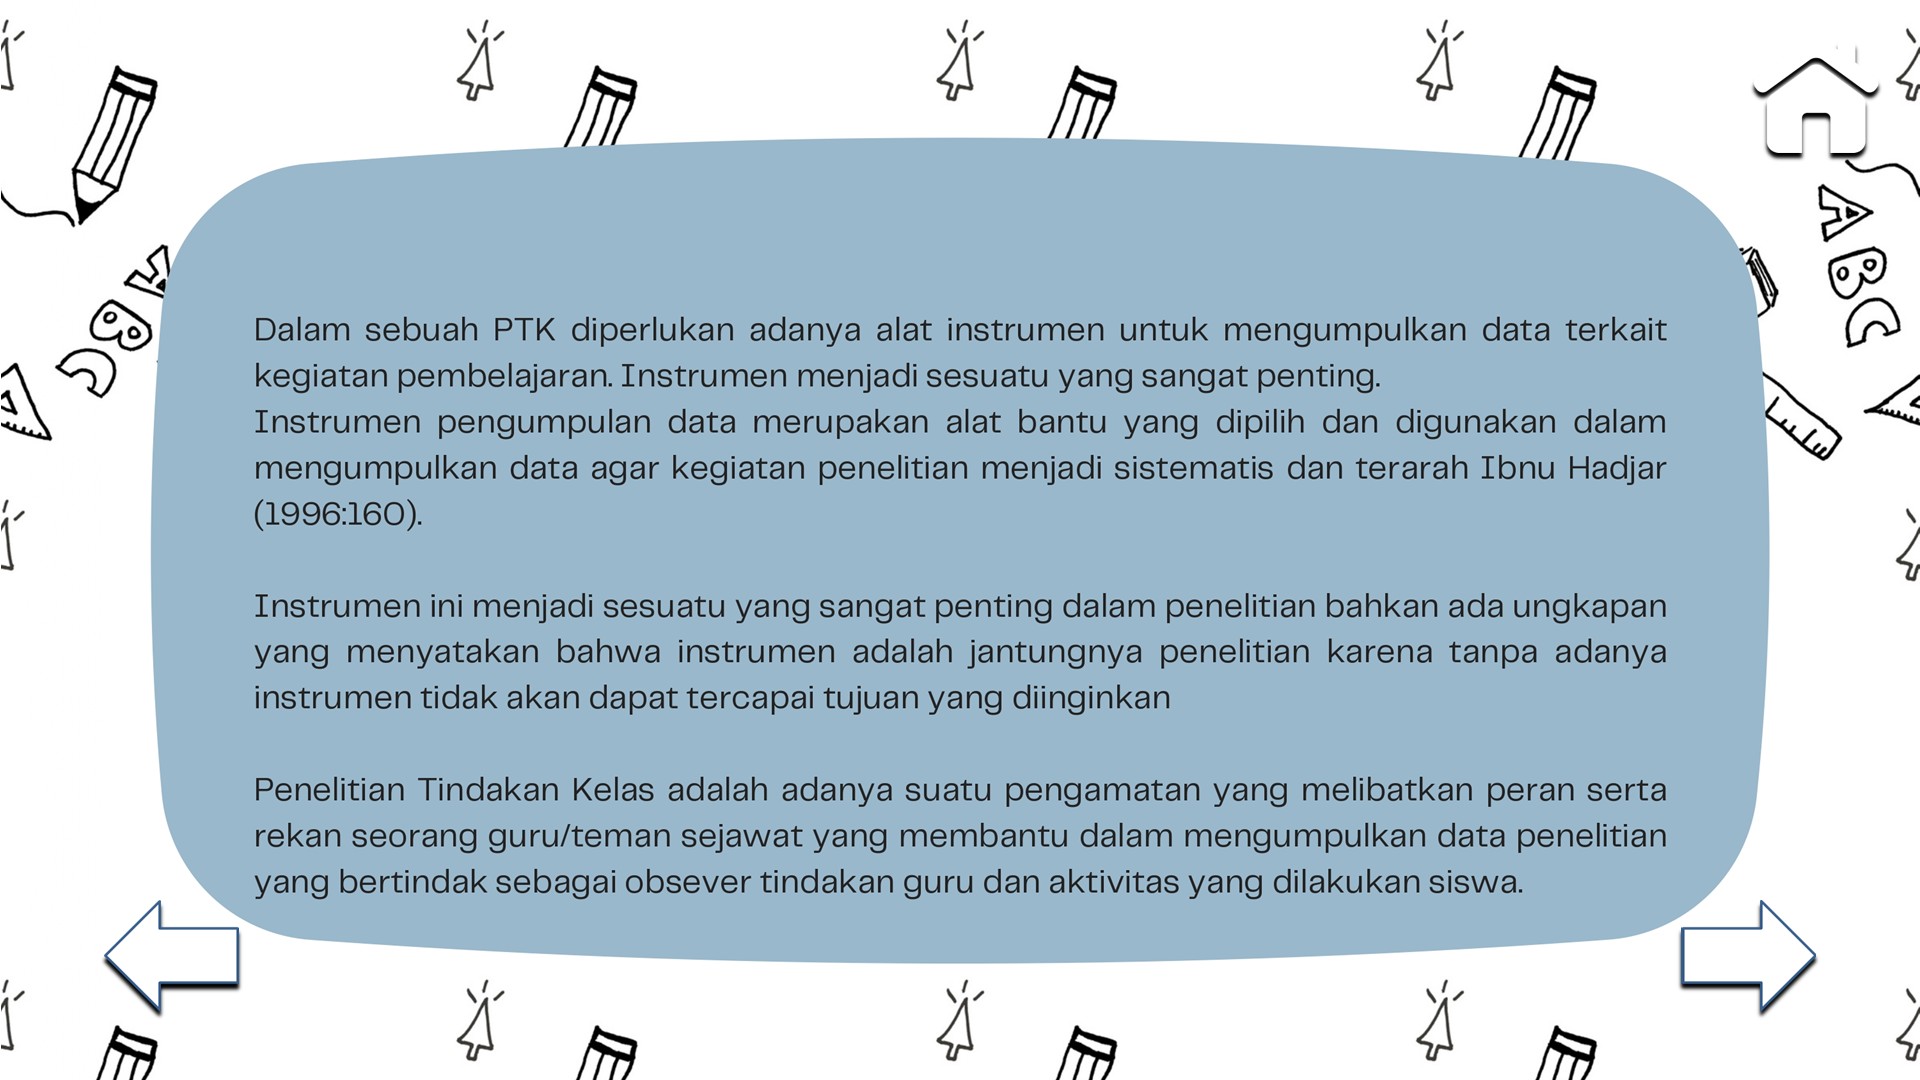 Dalam sebuah PTK diperlukan adanya alat instrumen untuk mengumpulkan data terkait
kegiatan pembelajaran. Instrumen menjadi sesuatu yang sangat penting.
Instrumen pengumpulan data merupakan alat bantu yang dipilih dan digunakan dalam
mengumpulkan data agar kegiatan penelitian menjadi sistematis dan terarah Ibnu Hadjar
(1996:160).
Instrumen ini menjadi sesuatu yang sangat penting dalam penelitian bahkan ada ungkapan
yang menyatakan bahwa instrumen adalah jantungnya penelitian karena tanpa adanya
instrumen tidak akan dapat tercapai tujuan yang diinginkan
Penelitian Tindakan Kelas adalah adanya suatu pengamatan yang melibatkan peran serta
rekan seorang guru/teman sejawat yang membantu dalam mengumpulkan data penelitian
yang bertindak sebagai obsever tindakan guru dan aktivitas yang dilakukan siswa.
ABC
ABC